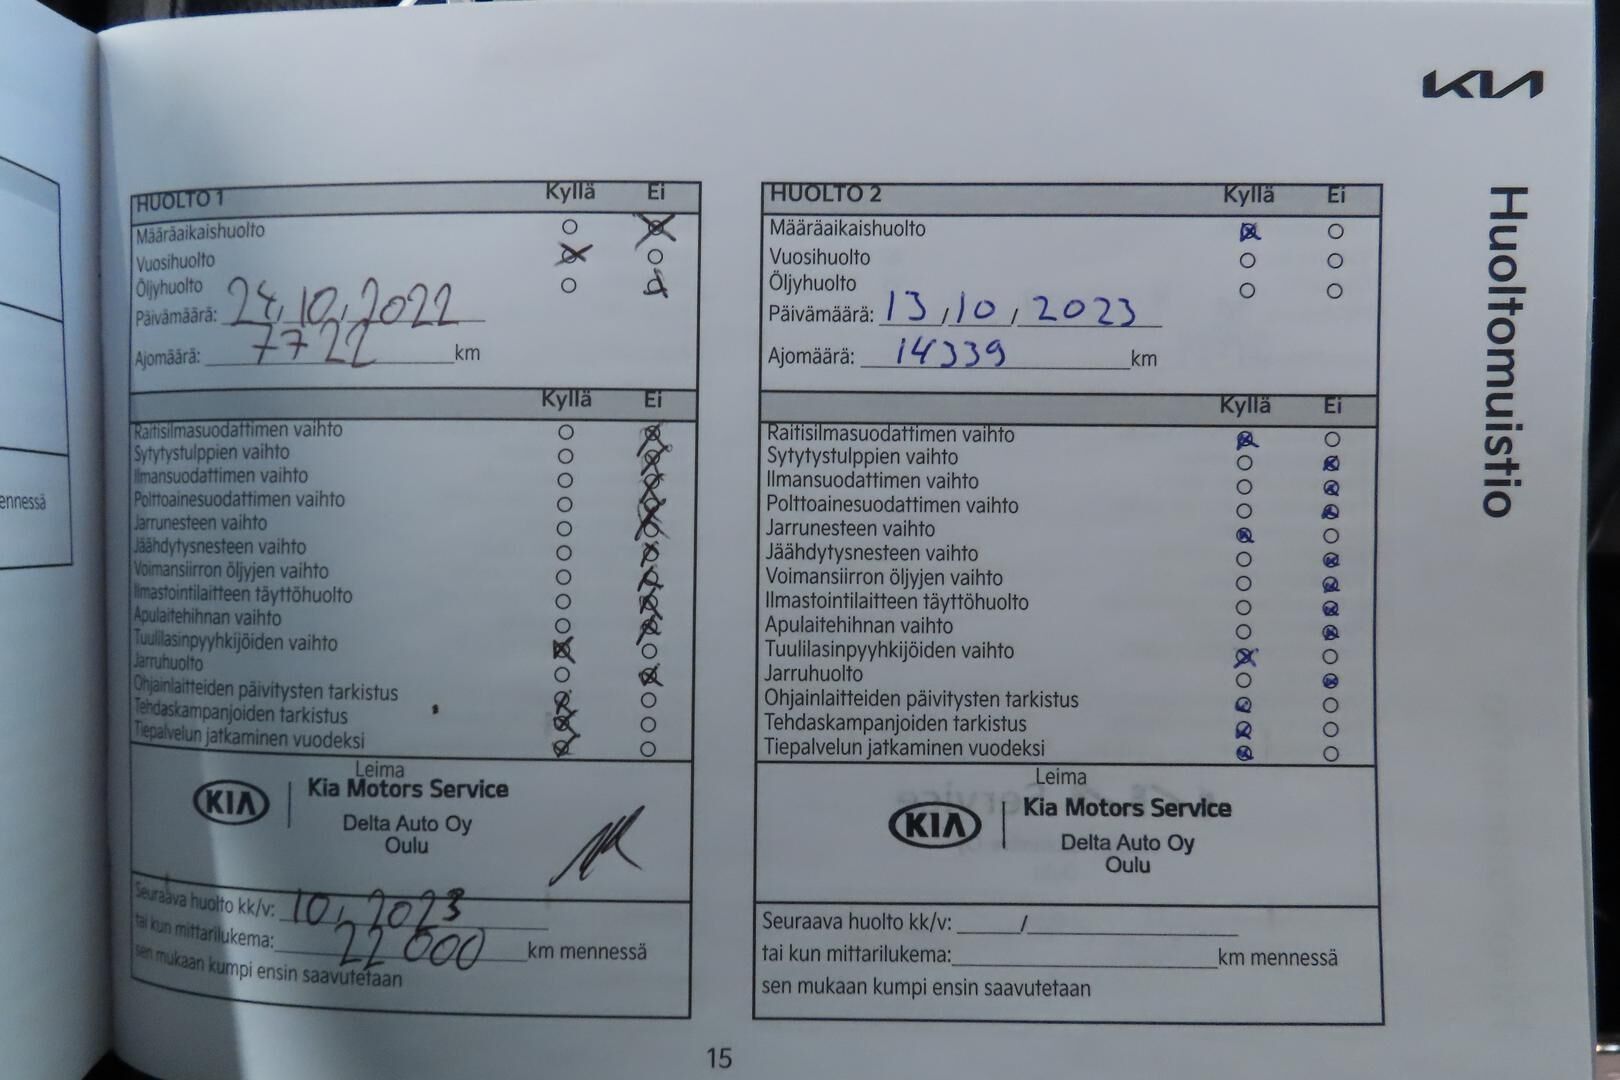 KIA
Huoltomuistio
ennessä
HUOLTO 1 Kyllä Ei
Määräaikaishuolto
Vuosihuolto
Öljyhuolto
Päivämäärä: 24.10.2022
Ajomäärä: 7722 km
Kyllä Ei
Raitisilmasuodattimen vaihto
Sytytystulppien vaihto
Ilmansuodattimen vaihto
Polttoainesuodattimen vaihto
Jarrunesteen vaihto
Jäähdytysnesteen vaihto
Voimansiirron öljyjen vaihto
Ilmastointilaitteen täyttöhuolto
Apulaitehihnan vaihto
Tuulilasinpyyhkijöiden vaihto
Jarruhuolto
Ohjainlaitteiden päivitysten tarkistus
Tehdaskampanjoiden tarkistus
Tiepalvelun jatkaminen vuodeksi
Leima
KIA Kia Motors Service
Delta Auto Oy
Oulu
Seuraava huolto kk/v: 10, 2023
tai kun mittarilukema: 22 000 km mennessä
sen mukaan kumpi ensin saavutetaan
HUOLTO 2 Kyllä Ei
Määräaikaishuolto
Vuosihuolto
Öljyhuolto
Päivämäärä: 13 / 10 / 2023
Ajomäärä: 14339 km
Kyllä Ei
Raitisilmasuodattimen vaihto
Sytytystulppien vaihto
Ilmansuodattimen vaihto
Polttoainesuodattimen vaihto
Jarrunesteen vaihto
Jäähdytysnesteen vaihto
Voimansiirron öljyjen vaihto
Ilmastointilaitteen täyttöhuolto
Apulaitehihnan vaihto
Tuulilasinpyyhkijöiden vaihto
Jarruhuolto
Ohjainlaitteiden päivitysten tarkistus
Tehdaskampanjoiden tarkistus
Tiepalvelun jatkaminen vuodeksi
Leima
KIA Kia Motors Service
Delta Auto Oy
Oulu
Seuraava huolto kk/v: /
tai kun mittarilukema: km mennessä
sen mukaan kumpi ensin saavutetaan
15